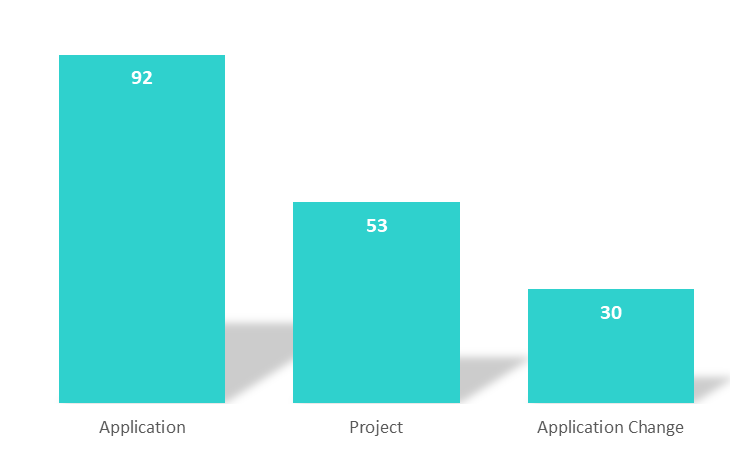 92
53
30
Application
Project
Application Change